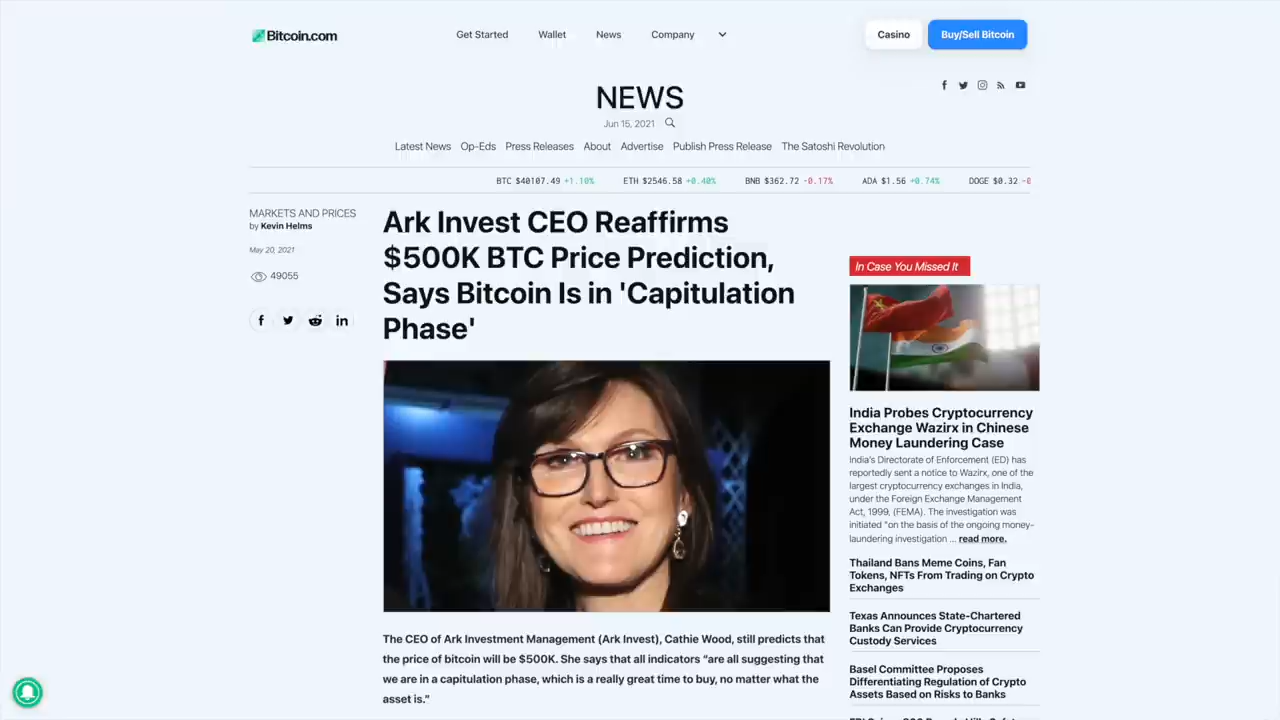 Bitcoin.com
Get Started
Wallet
News
Company
Casino
Buy/Sell Bitcoin
NEWS
Jun 15, 2021
Latest News
Op-Eds
Press Releases
About
Advertise
Publish Press Release
The Satoshi Revolution
BTC $40107.49 +1.10%
ETH $2546.58 +0.40%
BNB $362.72 -0.17%
ADA $1.56 +0.74%
DOGE $0.32
MARKETS AND PRICES
by Kevin Helms
May 20, 2021
49055
Ark Invest CEO Reaffirms
$500K BTC Price Prediction,
Says Bitcoin Is in 'Capitulation
Phase'
The CEO of Ark Investment Management (Ark Invest), Cathie Wood, still predicts that
the price of bitcoin will be $500K. She says that all indicators “are all suggesting that
we are in a capitulation phase, which is a really great time to buy, no matter what the
asset is.”
In Case You Missed It
India Probes Cryptocurrency
Exchange Wazirx in Chinese
Money Laundering Case
India's Directorate of Enforcement (ED) has
reportedly sent a notice to Wazirx, one of the
largest cryptocurrency exchanges in India,
under the Foreign Exchange Management
Act, 1999, (FEMA). The investigation was
initiated "on the basis of the ongoing money-
laundering investigation ... read more.
Thailand Bans Meme Coins, Fan
Tokens, NFTs From Trading on Crypto
Exchanges
Texas Announces State-Chartered
Banks Can Provide Cryptocurrency
Custody Services
Basel Committee Proposes
Differentiating Regulation of Crypto
Assets Based on Risks to Banks